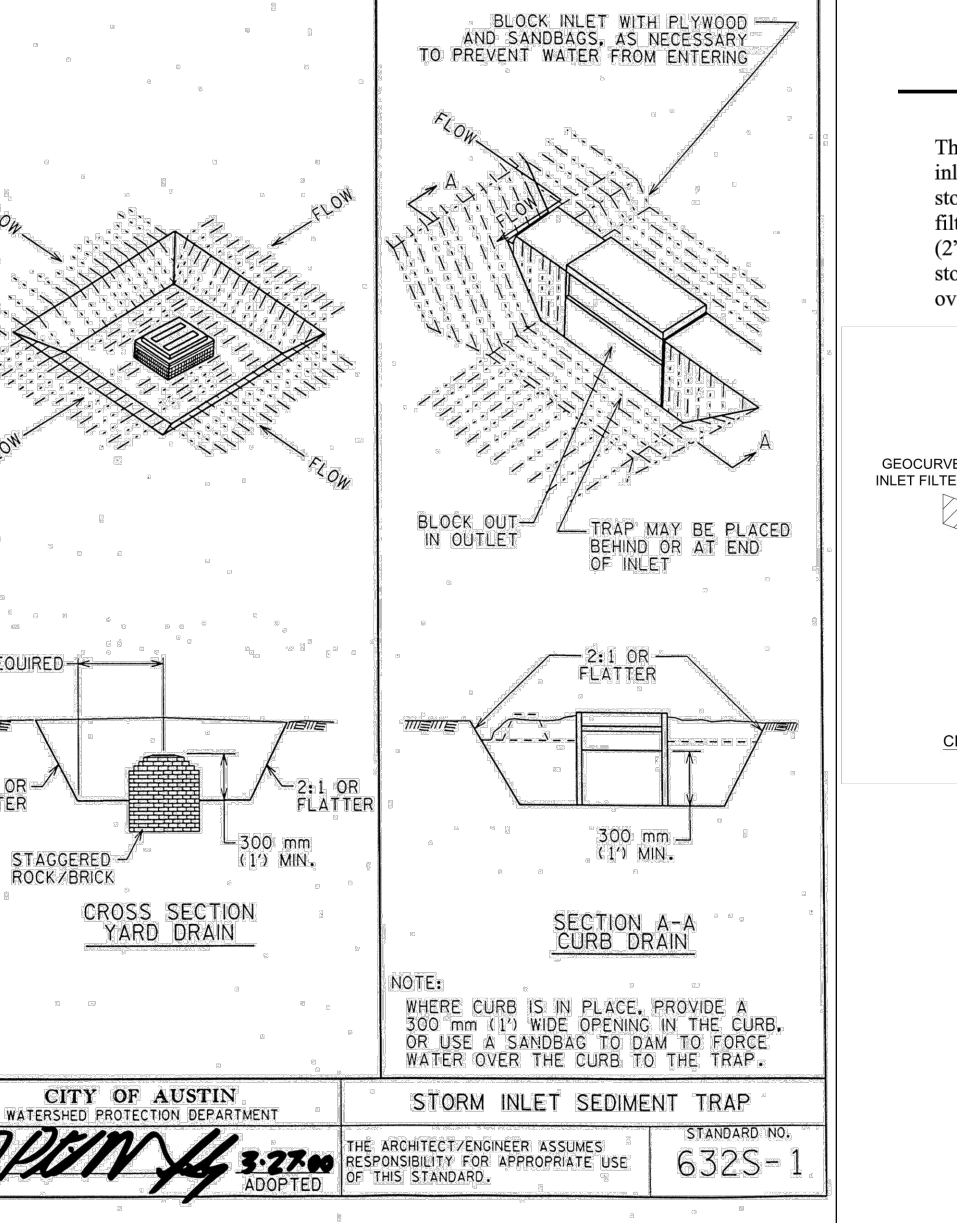 BLOCK INLET WITH PLYWOOD
AND SANDBAGS, AS NECESSARY
TO PREVENT WATER FROM ENTERING
FLOW
A
FLOW
FLOW
FLOW
A
BLOCK OUT
IN OUTLET
TRAP MAY BE PLACED
BEHIND OR AT END
OF INLET
2:1 OR
FLATTER
2:1 OR
FLATTER
300 mm
(1') MIN.
STAGGERED
ROCK/BRICK
CROSS SECTION
YARD DRAIN
300 mm
(1') MIN.
SECTION A-A
CURB DRAIN
NOTE:
WHERE CURB IS IN PLACE, PROVIDE A
300 mm (1') WIDE OPENING IN THE CURB,
OR USE A SANDBAG TO DAM TO FORCE
WATER OVER THE CURB TO THE TRAP.
CITY OF AUSTIN
WATERSHED PROTECTION DEPARTMENT
3-27-00
ADOPTED
STORM INLET SEDIMENT TRAP
THE ARCHITECT/ENGINEER ASSUMES
RESPONSIBILITY FOR APPROPRIATE USE
OF THIS STANDARD.
STANDARD NO.
632S-1